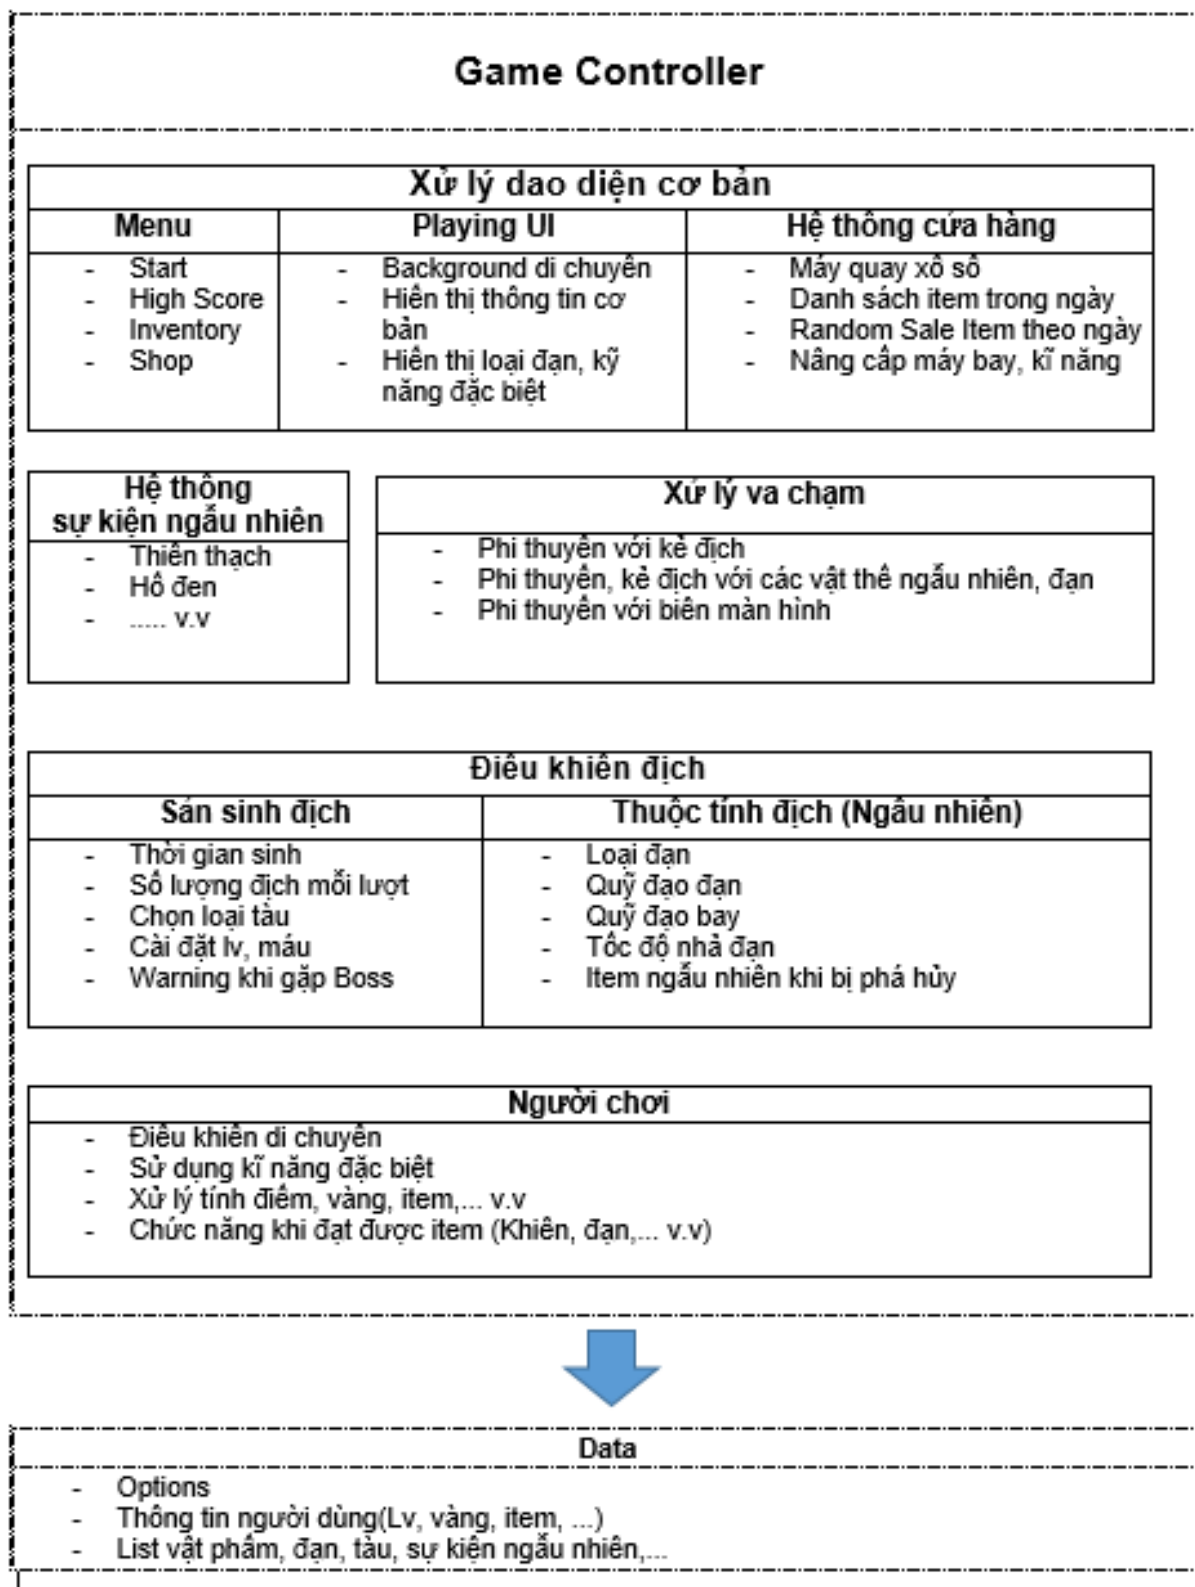 Game Controller
Xử lý dao diện cơ bản
Menu
Playing UI
Hệ thống cửa hàng
- Start
- High Score
- Inventory
- Shop
- Background di chuyển
- Hiển thị thông tin cơ
bản
- Hiển thị loại đạn, kỹ
năng đặc biệt
- Máy quay xổ số
- Danh sách item trong ngày
- Random Sale Item theo ngày
- Nâng cấp máy bay, kĩ năng
Hệ thống
sự kiện ngẫu nhiên
- Thiên thạch
- Hố đen
- ..... v.v
Xử lý va chạm
- Phi thuyền với kẻ địch
- Phi thuyền, kẻ địch với các vật thể ngẫu nhiên, đạn
- Phi thuyền với biên màn hình
Điều khiển địch
Sản sinh địch
Thuộc tính địch (Ngẫu nhiên)
- Thời gian sinh
- Số lượng địch mỗi lượt
- Chọn loại tàu
- Cài đặt lv, máu
- Warning khi gặp Boss
- Loại đạn
- Quỹ đạo đạn
- Quỹ đạo bay
- Tốc độ nhả đạn
- Item ngẫu nhiên khi bị phá hủy
Người chơi
- Điều khiển di chuyển
- Sử dụng kĩ năng đặc biệt
- Xử lý tính điểm, vàng, item,... v.v
- Chức năng khi đạt được item (Khiên, đạn,... v.v)
Data
- Options
- Thông tin người dùng(Lv, vàng, item, ...)
- List vật phẩm, đạn, tàu, sự kiện ngẫu nhiên,...